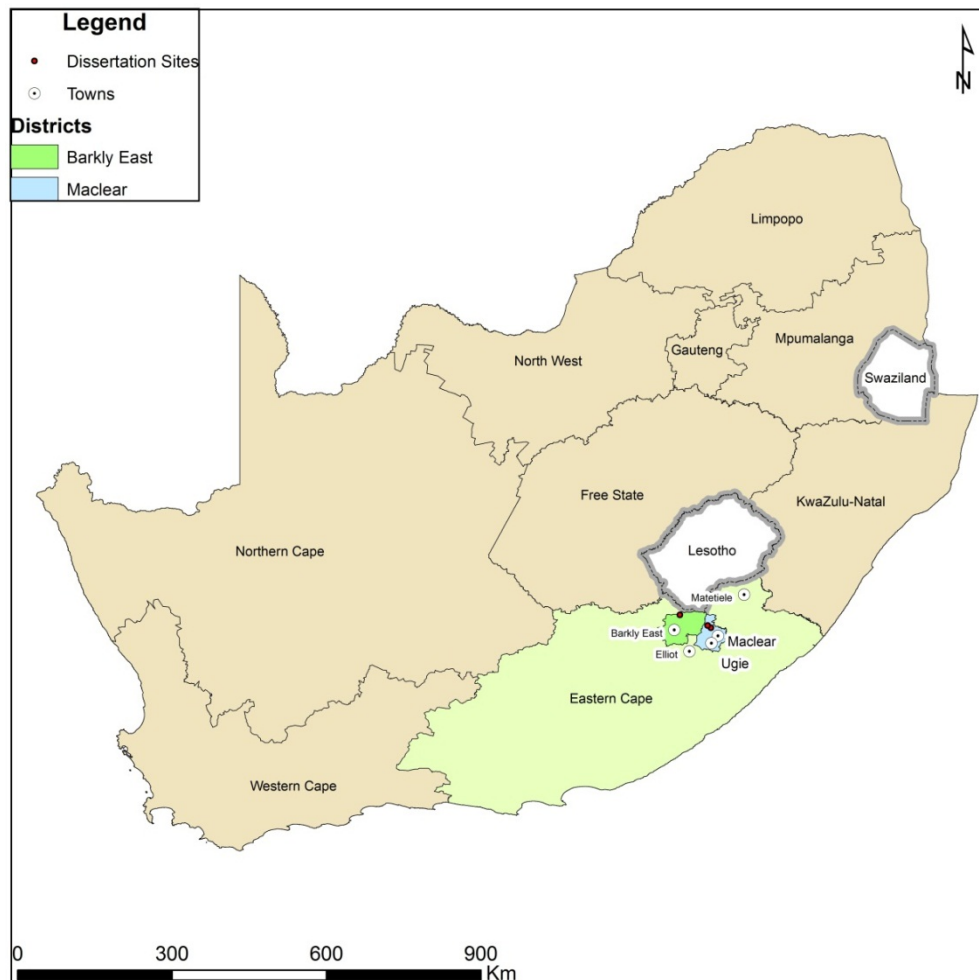 Legend
Dissertation Sites
Towns
Districts
Barkly East
Maclear
N
Limpopo
Mpumalanga
Gauteng
North West
Swaziland
Free State
KwaZulu-Natal
Northern Cape
Lesotho
Matetiele
Barkly East
Maclear
Elliot
Ugie
Eastern Cape
Western Cape
0 300 600 900
Km